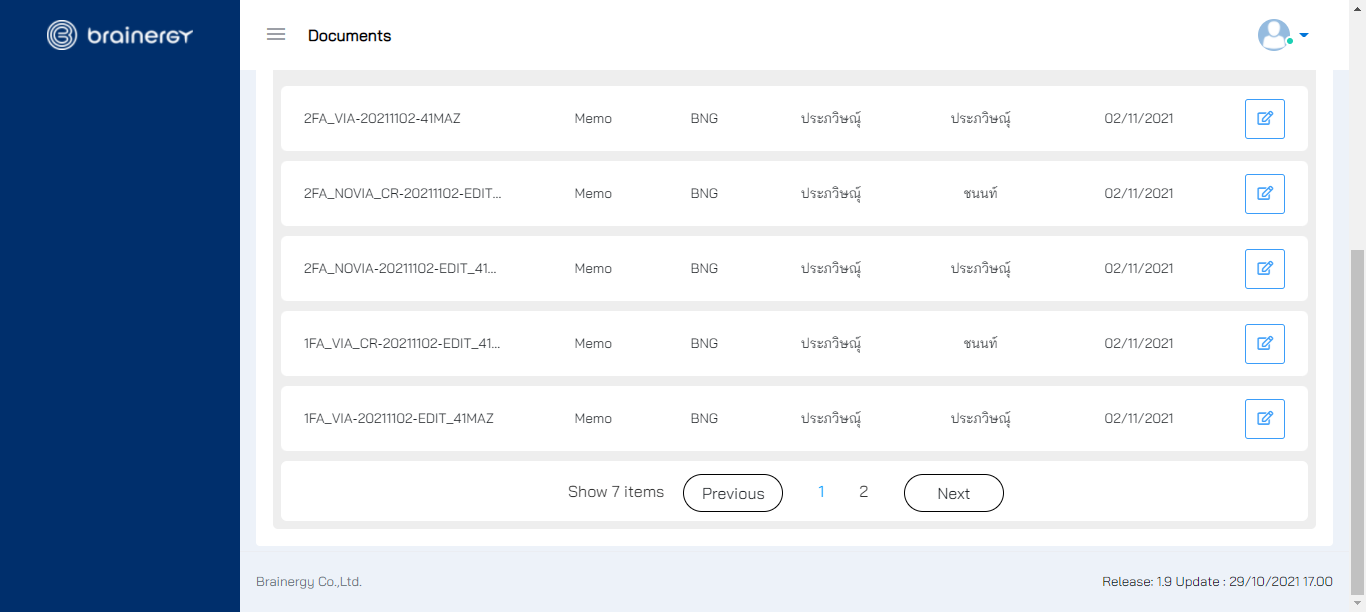 brainergy
Documents
2FA_VIA-20211102-41MAZ Memo BNG ประภวิษณุ์ ประภวิษณุ์ 02/11/2021
2FA_NOVIA_CR-20211102-EDIT... Memo BNG ประภวิษณุ์ ชนนท์ 02/11/2021
2FA_NOVIA-20211102-EDIT_41... Memo BNG ประภวิษณุ์ ประภวิษณุ์ 02/11/2021
1FA_VIA_CR-20211102-EDIT_41... Memo BNG ประภวิษณุ์ ชนนท์ 02/11/2021
1FA_VIA-20211102-EDIT_41MAZ Memo BNG ประภวิษณุ์ ประภวิษณุ์ 02/11/2021
Show 7 items Previous 1 2 Next
Brainergy Co.,Ltd. Release: 1.9 Update : 29/10/2021 17.00